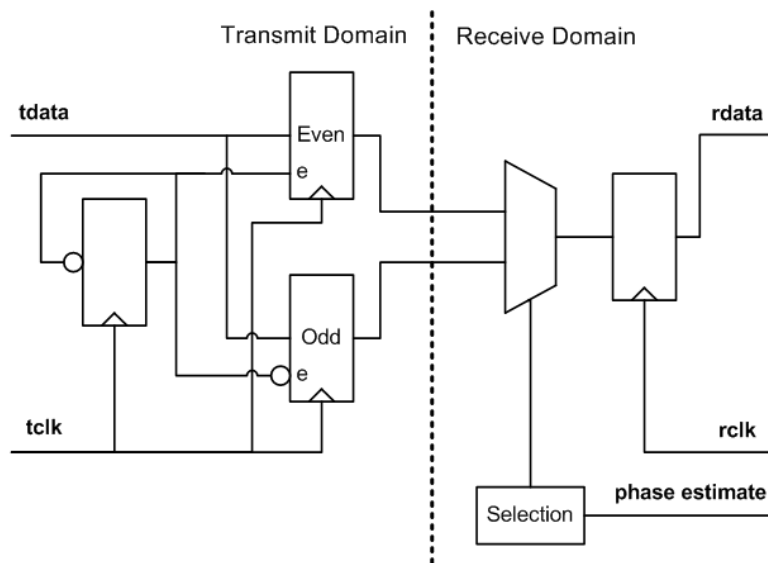 Transmit Domain
Receive Domain
tdata
Even
e
rdata
Odd
e
tclk
rclk
phase estimate
Selection